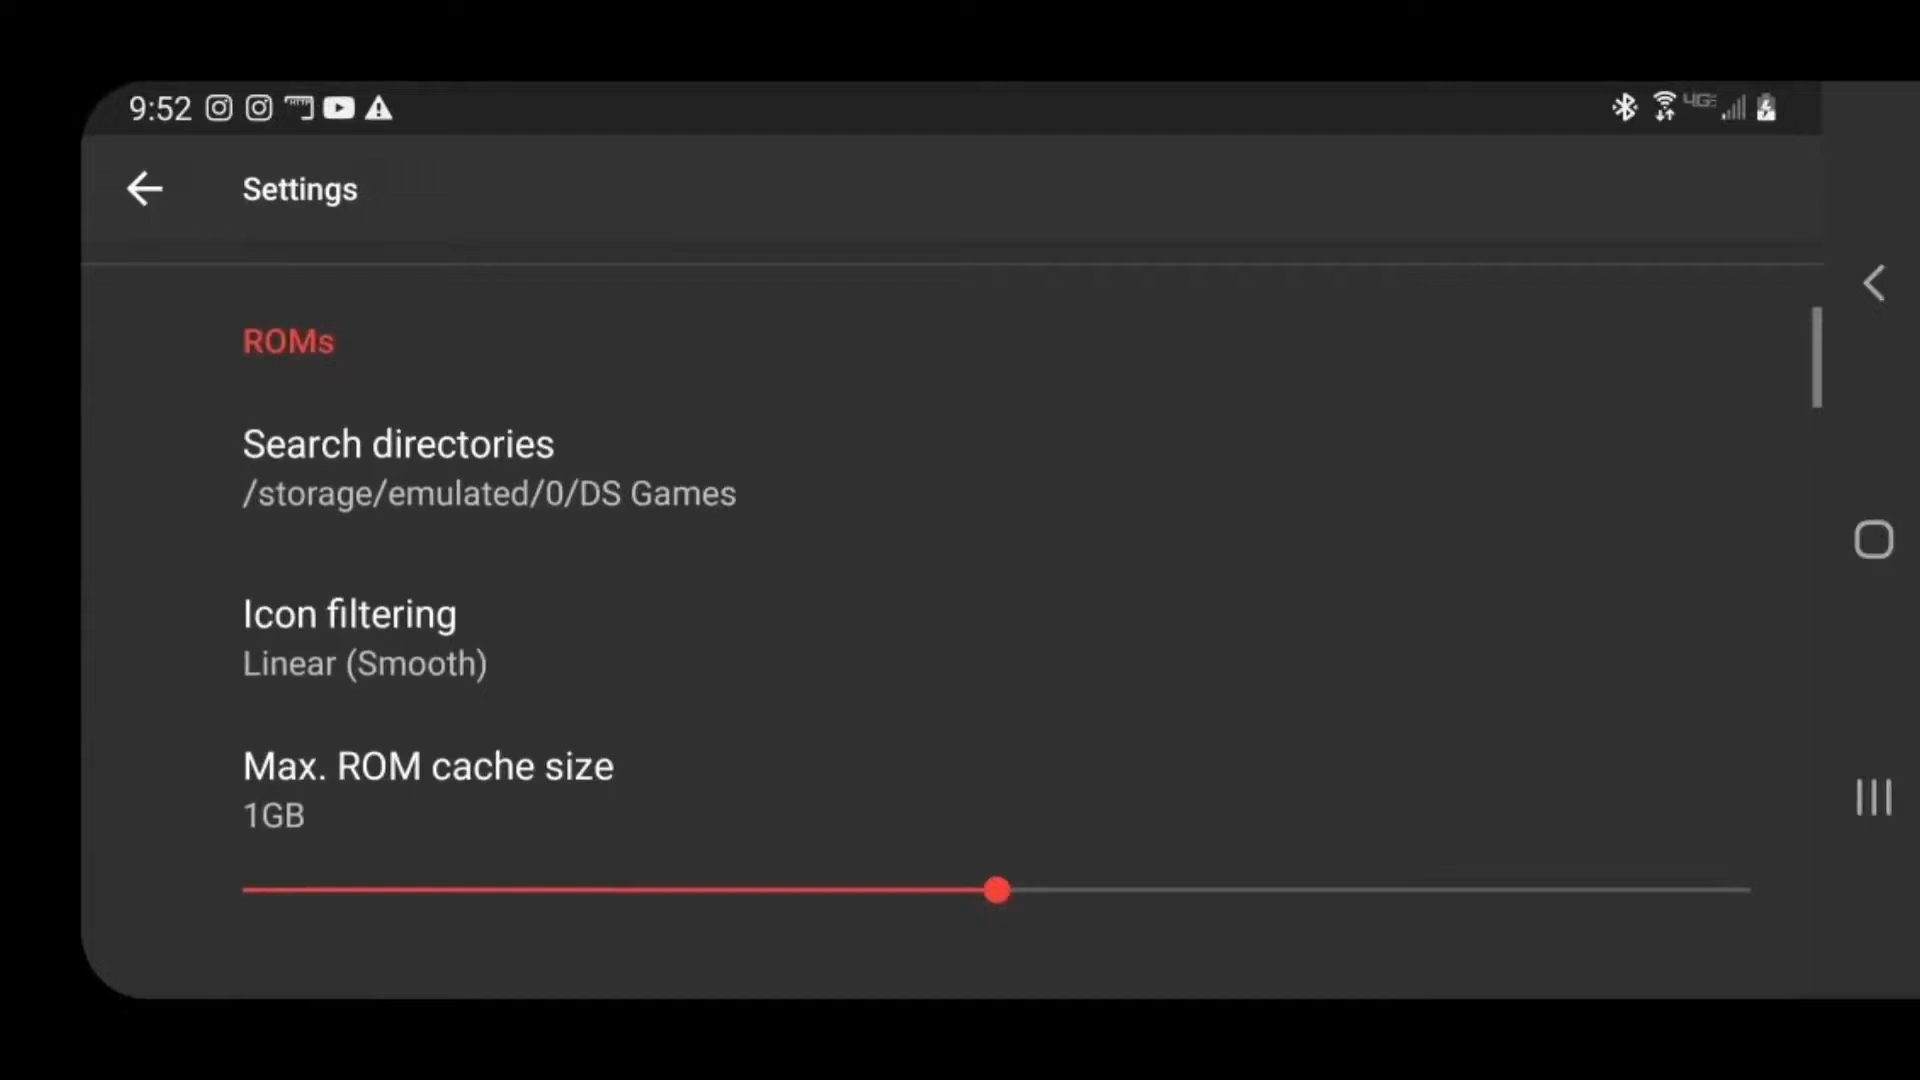 9:52
Settings
ROMs
Search directories
/storage/emulated/0/DS Games
Icon filtering
Linear (Smooth)
Max. ROM cache size
1GB